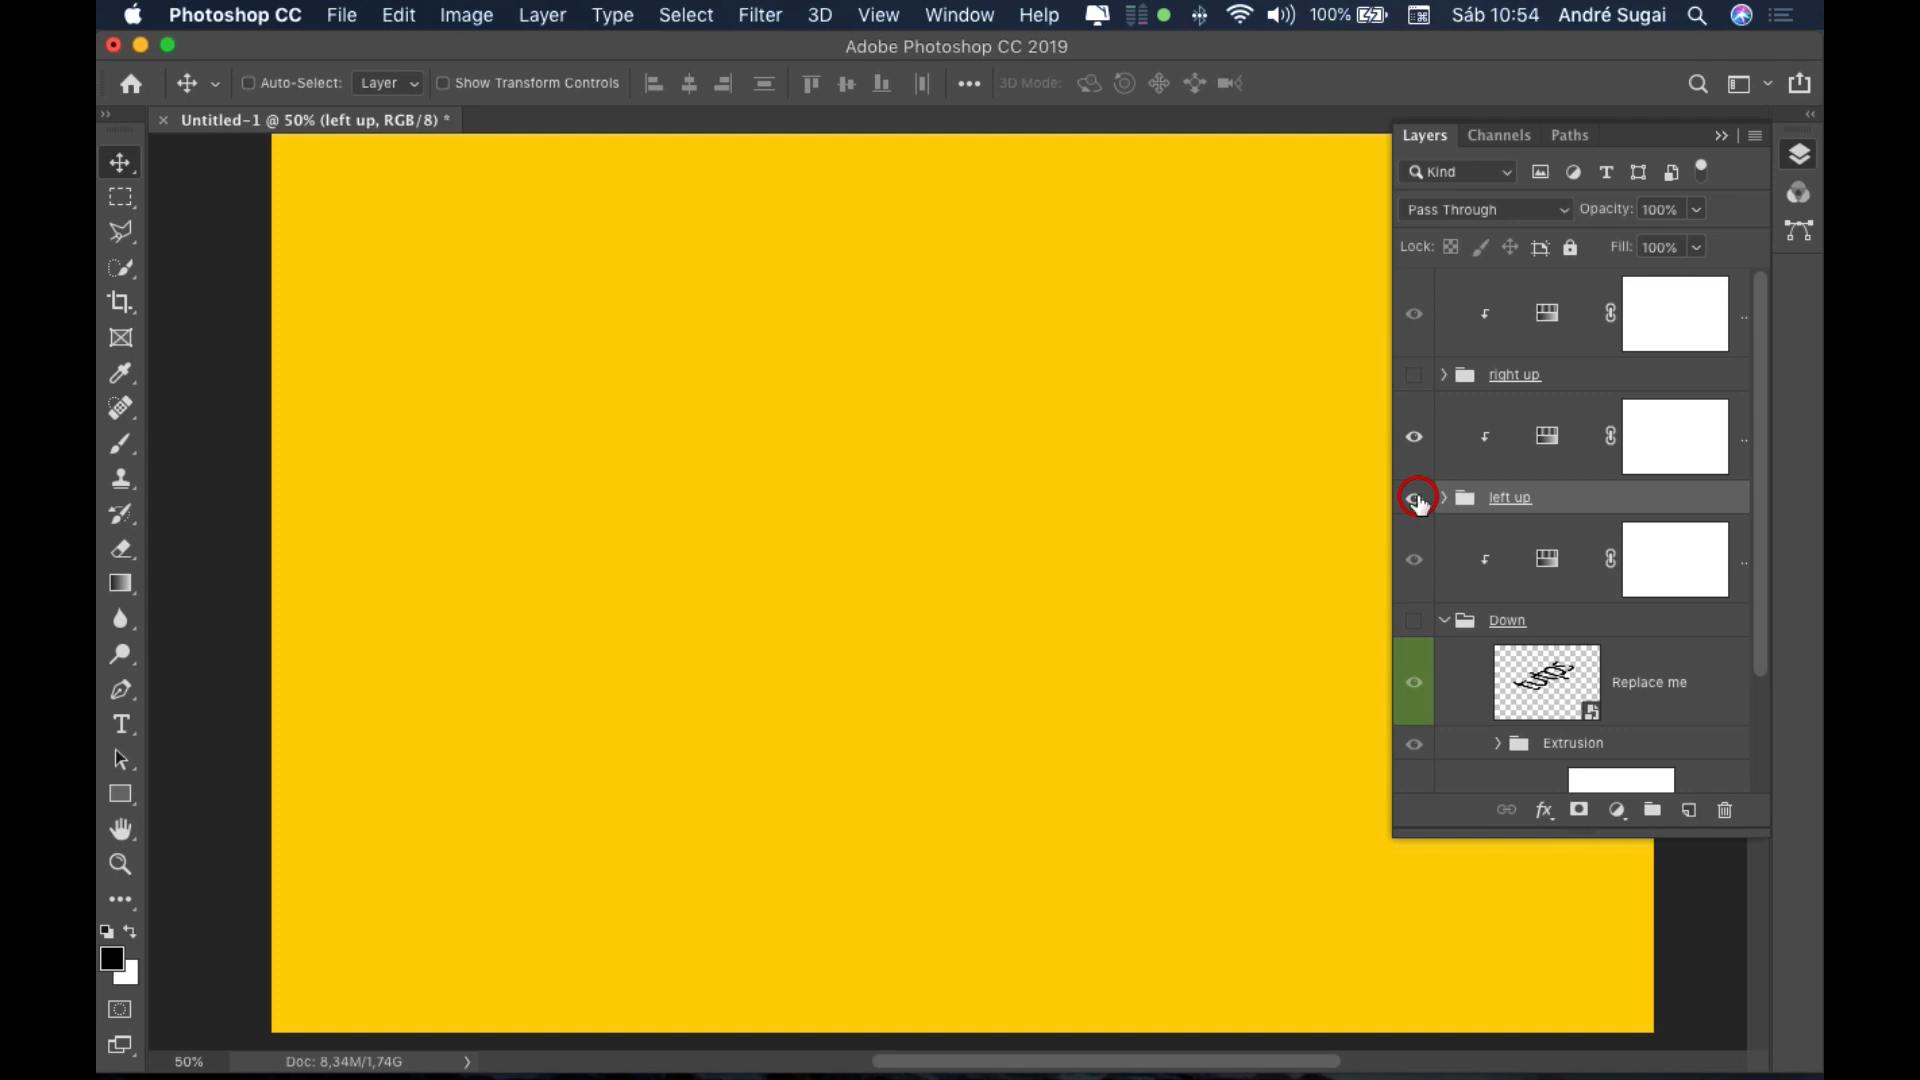 Photoshop CC File Edit Image Layer Type Select Filter 3D View Window Help 100% Sáb 10:54 André Sugai
Adobe Photoshop CC 2019
Auto-Select: Layer Show Transform Controls 3D Mode:
Untitled-1 @ 50% (left up, RGB/8) *
Layers Channels Paths
Kind
Pass Through Opacity: 100%
Lock: Fill: 100%
right up
left up
Down
Replace me
Extrusion
fx
50% Doc: 8,34M/1,74G